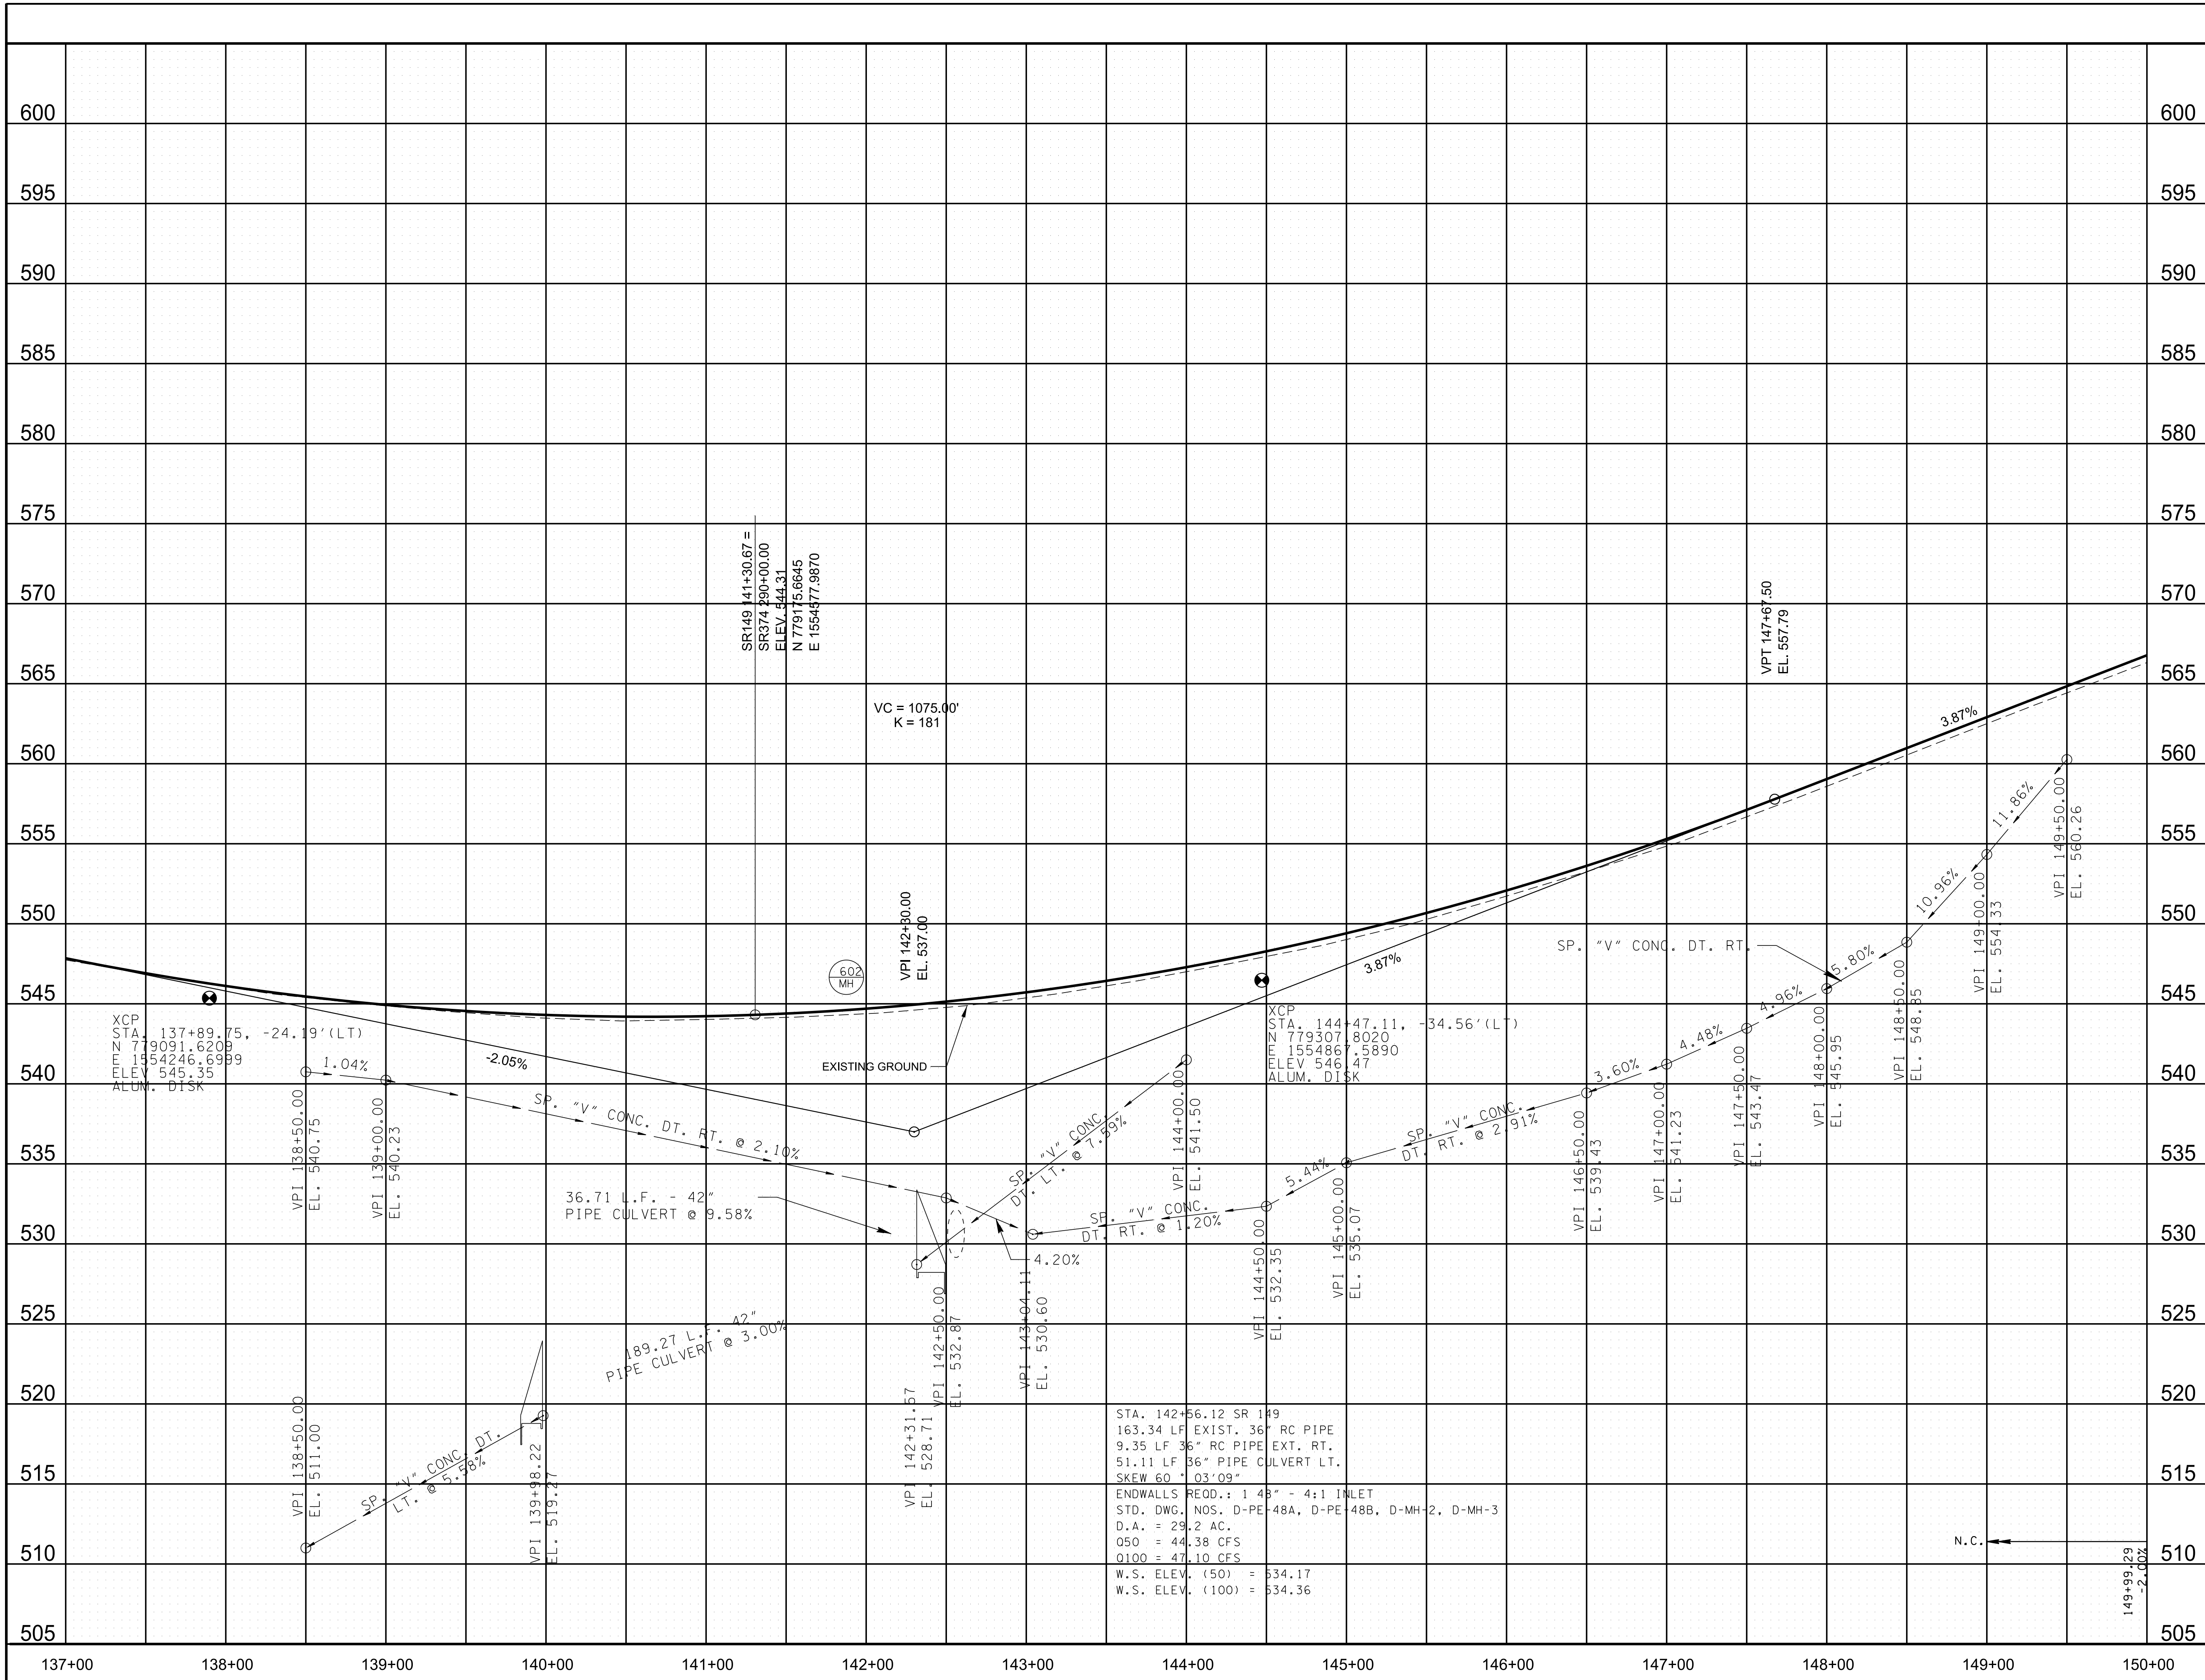 600
600
595
595
590
590
585
585
580
580
575
575
570
570
565
565
560
560
555
555
550
550
545
545
540
540
535
535
530
530
525
525
520
520
515
515
510
510
505
505
SR149 141+30.67 =
SR374 290+00.00
ELEV. 544.31
N 779175.6645
E 1554577.9870
VPT 147+67.50
EL. 557.79
VC = 1075.00'
K = 181
3.87%
VPI 142+30.00
EL. 537.00
602
MH
XCP
STA. 137+89.75, -24.19'(LT)
N 779091.6209
E 1554246.6999
ELEV 545.35
ALUM. DISK
-2.05%
EXISTING GROUND
3.87%
XCP
STA. 144+47.11, -34.56'(LT)
N 779307.8020
E 1554867.5890
ELEV 546.47
ALUM. DISK
1.04%
VPI 138+50.00
EL. 540.75
VPI 139+00.00
EL. 540.23
SP. "V" CONC. DT. RT. @ 2.10%
36.71 L.F. - 42"
PIPE CULVERT @ 9.58%
SP. "V" CONC.
DT. LT. @ 7.59%
VPI 144+00.00
EL. 541.50
4.20%
SP. "V" CONC.
DT. RT. @ 1.20%
5.44%
SP. "V" CONC.
DT. RT. @ 2.91%
3.60%
4.48%
4.96%
5.80%
SP. "V" CONC. DT. RT.
10.96%
11.86%
VPI 142+50.00
EL. 532.87
VPI 143+04.11
EL. 530.60
VPI 144+50.00
EL. 532.35
VPI 145+00.00
EL. 535.07
VPI 146+50.00
EL. 539.43
VPI 147+00.00
EL. 541.23
VPI 147+50.00
EL. 543.47
VPI 148+00.00
EL. 545.95
VPI 148+50.00
EL. 548.85
VPI 149+00.00
EL. 554.33
VPI 149+50.00
EL. 560.26
189.27 L.F. 42"
PIPE CULVERT @ 3.00%
VPI 138+50.00
EL. 511.00
SP. "V" CONC. DT.
LT. @ 5.58%
VPI 139+98.22
EL. 519.27
VPI 142+31.57
EL. 528.71
STA. 142+56.12 SR 149
163.34 LF EXIST. 36" RC PIPE
9.35 LF 36" RC PIPE EXT. RT.
51.11 LF 36" PIPE CULVERT LT.
SKEW 60 ° 03'09"
ENDWALLS REQD.: 1 48" - 4:1 INLET
STD. DWG. NOS. D-PE-48A, D-PE-48B, D-MH-2, D-MH-3
D.A. = 29.2 AC.
Q50 = 44.38 CFS
Q100 = 47.10 CFS
W.S. ELEV. (50) = 534.17
W.S. ELEV. (100) = 534.36
N.C.
149+99.29
-2.00%
137+00
138+00
139+00
140+00
141+00
142+00
143+00
144+00
145+00
146+00
147+00
148+00
149+00
150+00